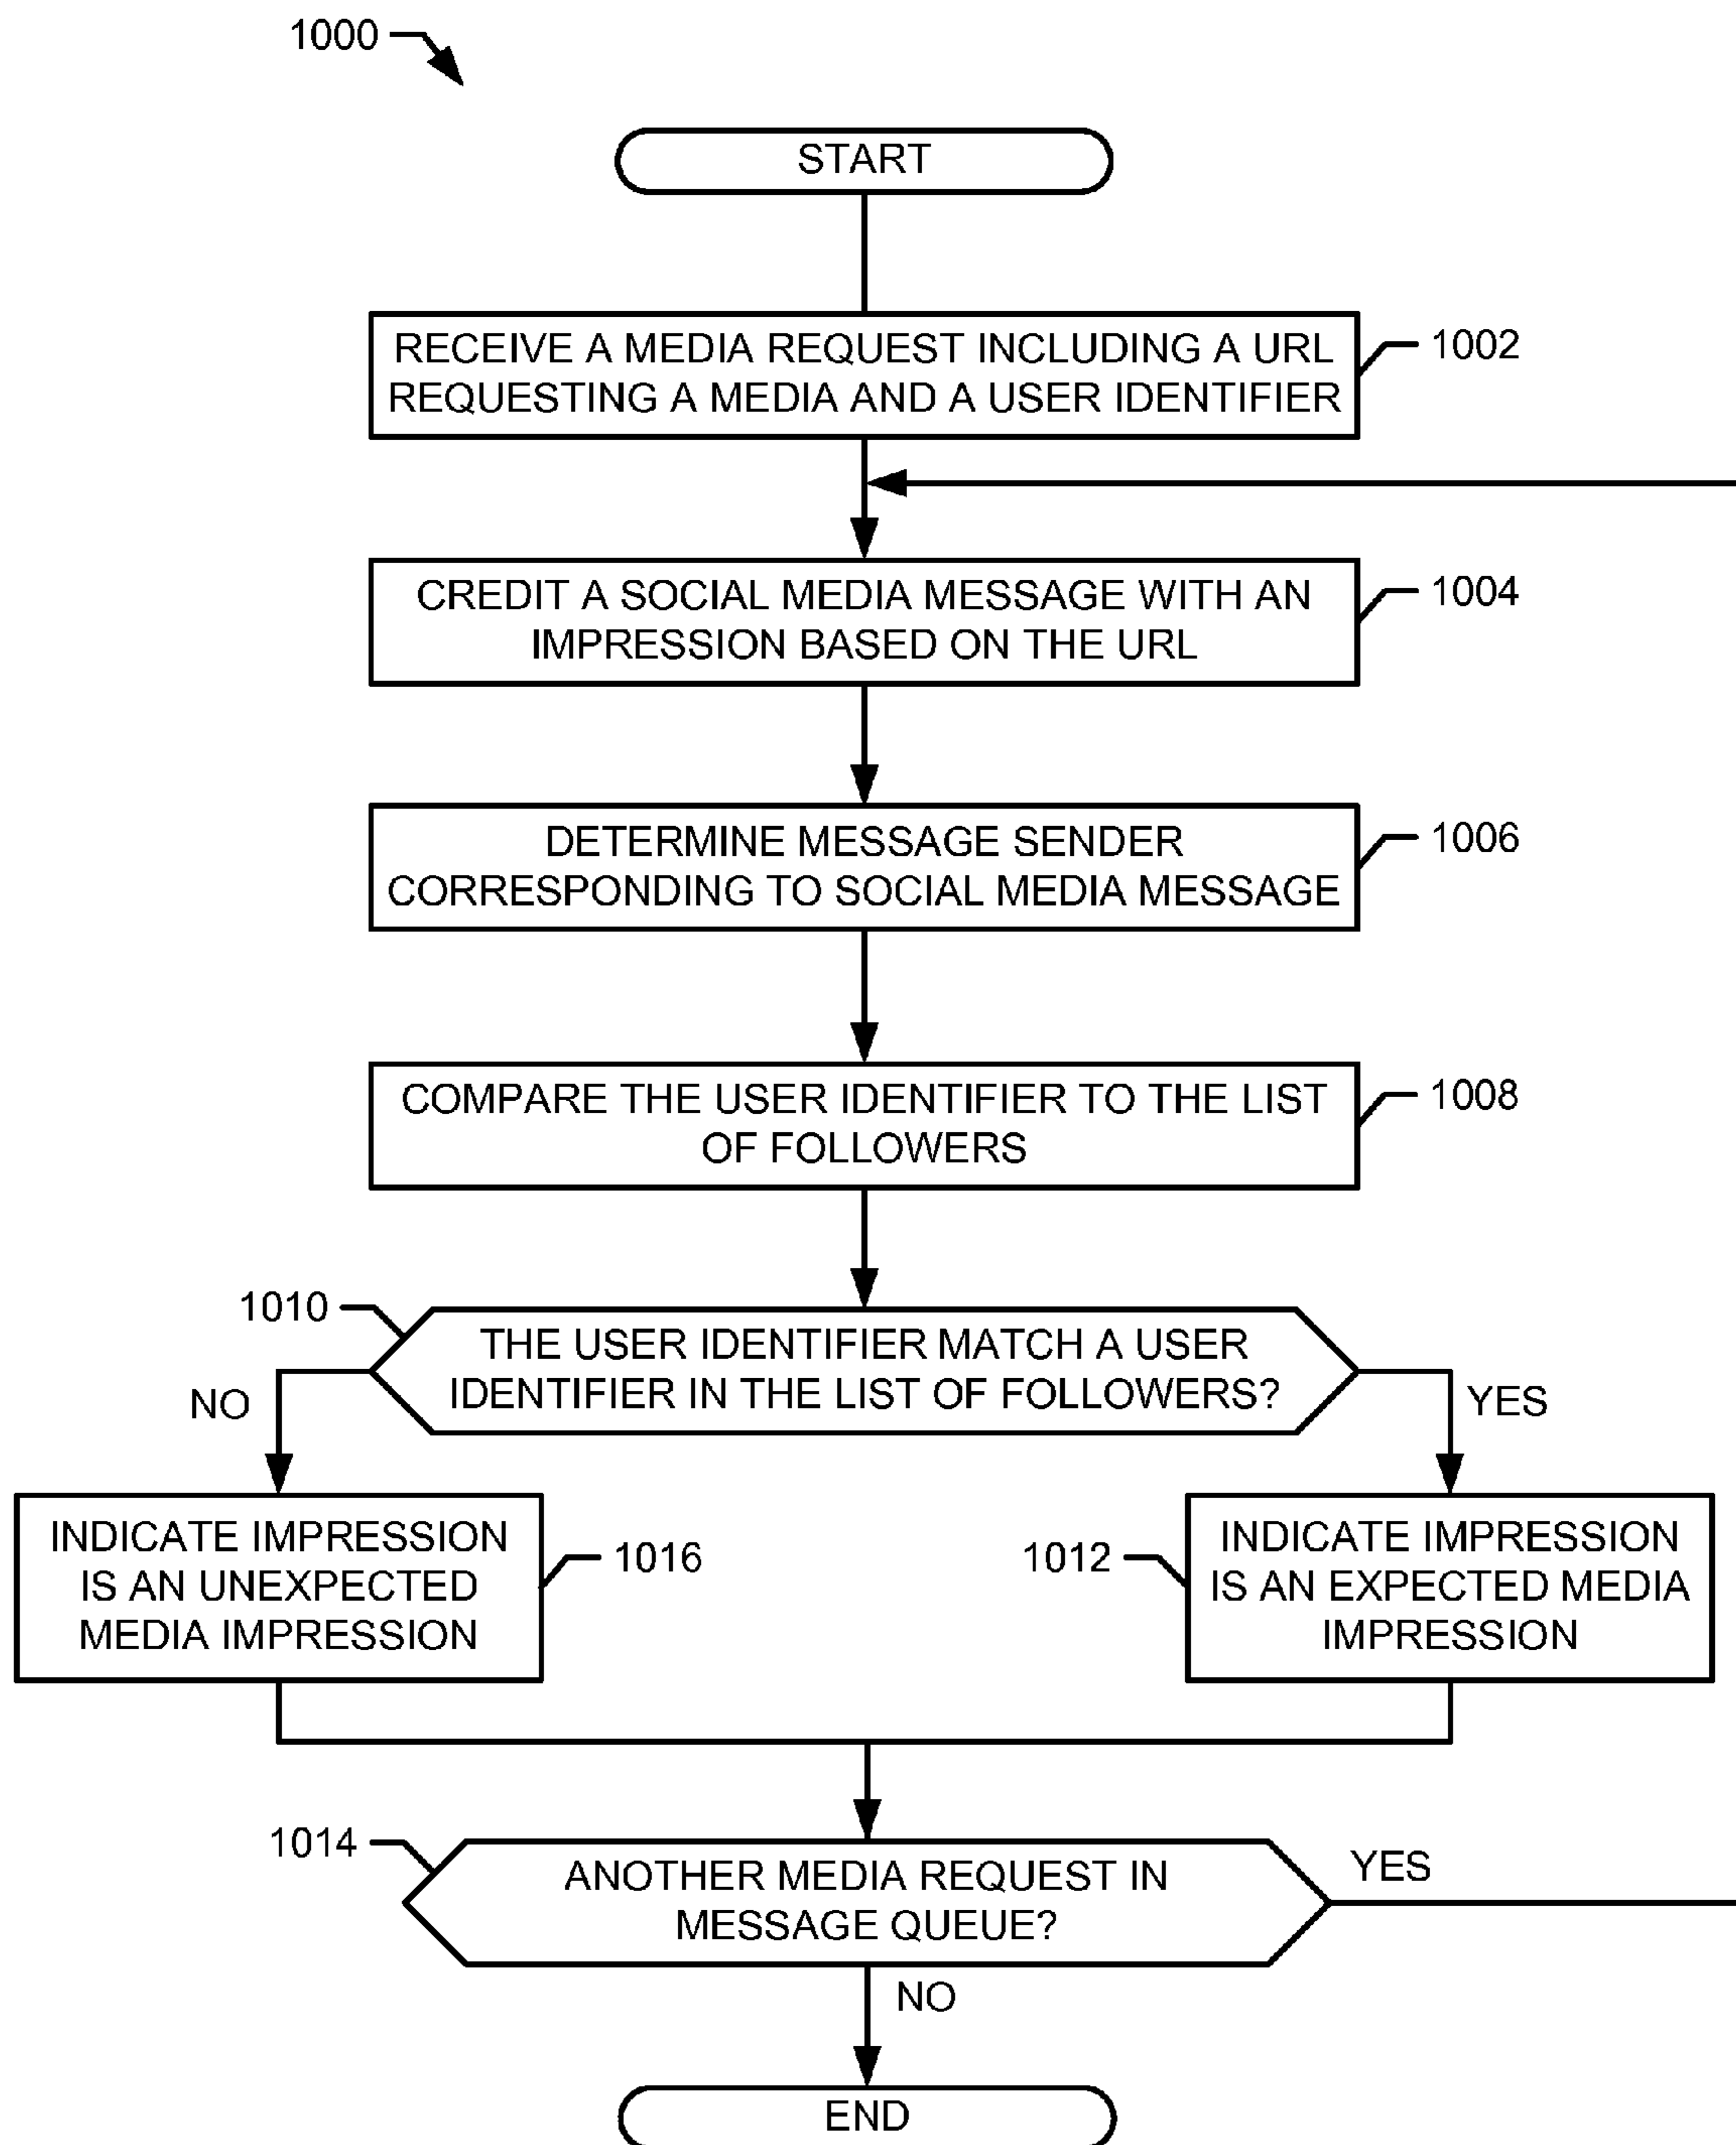 1000
START
RECEIVE A MEDIA REQUEST INCLUDING A URL
REQUESTING A MEDIA AND A USER IDENTIFIER
1002
CREDIT A SOCIAL MEDIA MESSAGE WITH AN
IMPRESSION BASED ON THE URL
1004
DETERMINE MESSAGE SENDER
CORRESPONDING TO SOCIAL MEDIA MESSAGE
1006
COMPARE THE USER IDENTIFIER TO THE LIST
OF FOLLOWERS
1008
1010
THE USER IDENTIFIER MATCH A USER
IDENTIFIER IN THE LIST OF FOLLOWERS?
NO
YES
INDICATE IMPRESSION
IS AN UNEXPECTED
MEDIA IMPRESSION
1016
1012
INDICATE IMPRESSION
IS AN EXPECTED MEDIA
IMPRESSION
1014
ANOTHER MEDIA REQUEST IN
MESSAGE QUEUE?
YES
NO
END